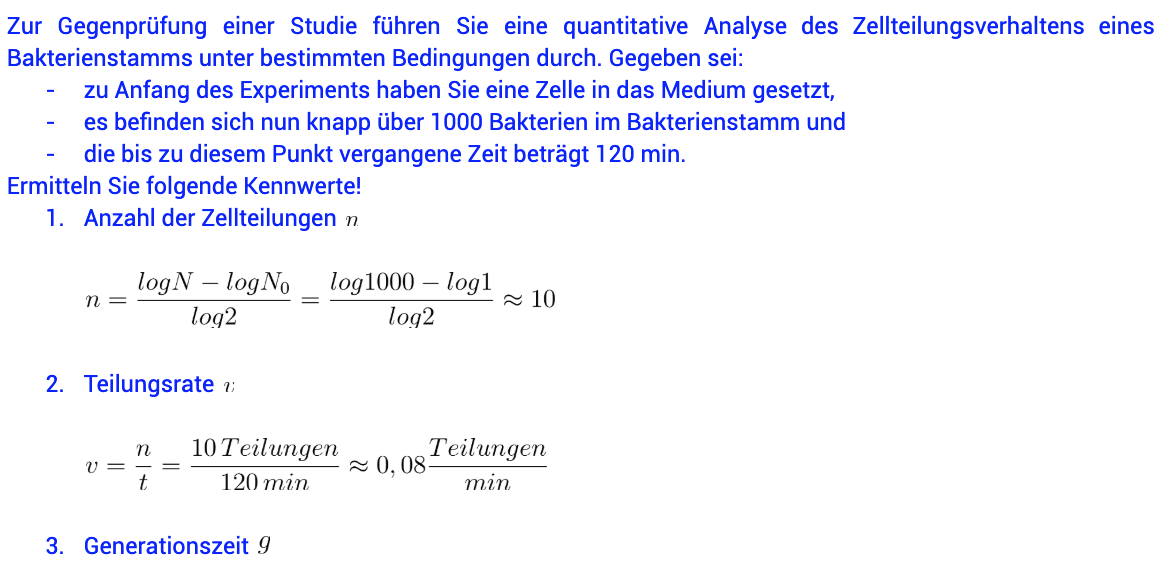 Zur Gegenprüfung einer Studie führen Sie eine quantitative Analyse des Zellteilungsverhaltens eines
Bakterienstamms unter bestimmten Bedingungen durch. Gegeben sei:
- zu Anfang des Experiments haben Sie eine Zelle in das Medium gesetzt,
- es befinden sich nun knapp über 1000 Bakterien im Bakterienstamm und
- die bis zu diesem Punkt vergangene Zeit beträgt 120 min.
Ermitteln Sie folgende Kennwerte!
1. Anzahl der Zellteilungen n
n = \frac{logN - logN_0}{log2} = \frac{log1000 - log1}{log2} ≈ 10
2. Teilungsrate v
v = \frac{n}{t} = \frac{10 Teilungen}{120 min} ≈ 0,08 \frac{Teilungen}{min}
3. Generationszeit g